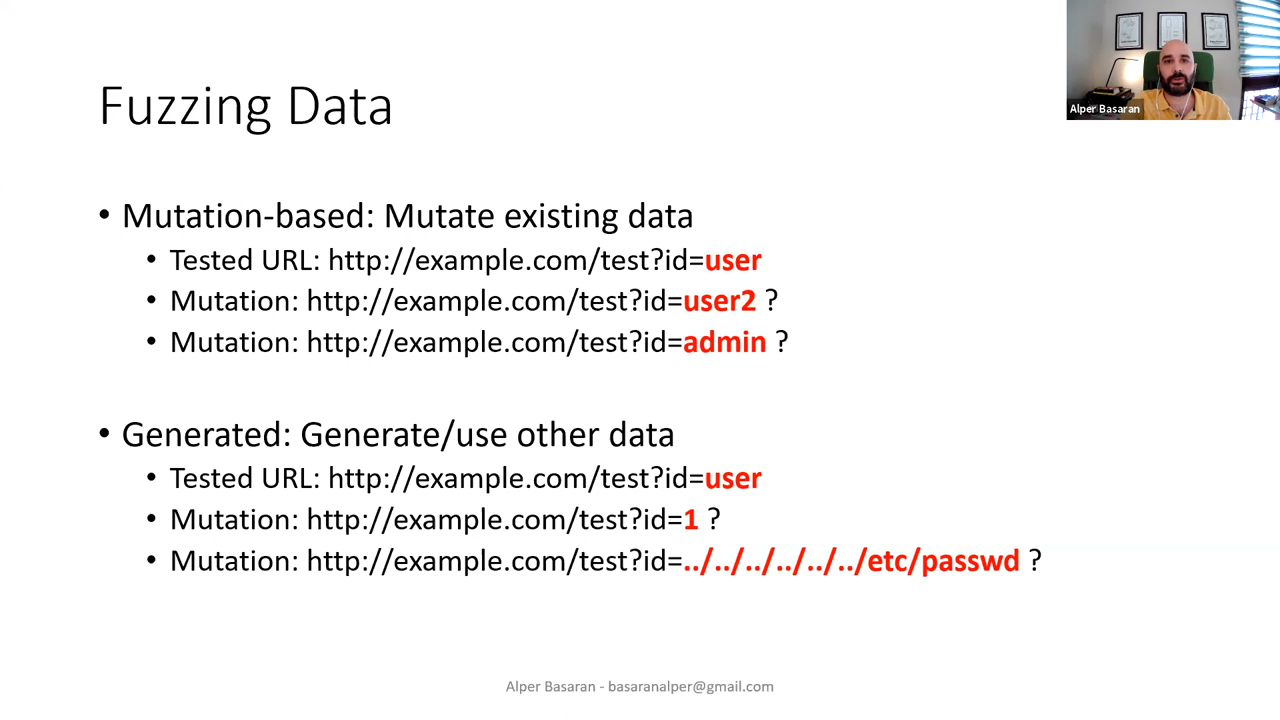 Alper Basaran
Fuzzing Data
• Mutation-based: Mutate existing data
• Tested URL: http://example.com/test?id=user
• Mutation: http://example.com/test?id=user2 ?
• Mutation: http://example.com/test?id=admin ?
• Generated: Generate/use other data
• Tested URL: http://example.com/test?id=user
• Mutation: http://example.com/test?id=1 ?
• Mutation: http://example.com/test?id=../../../../../../etc/passwd ?
Alper Basaran - basaranalper@gmail.com